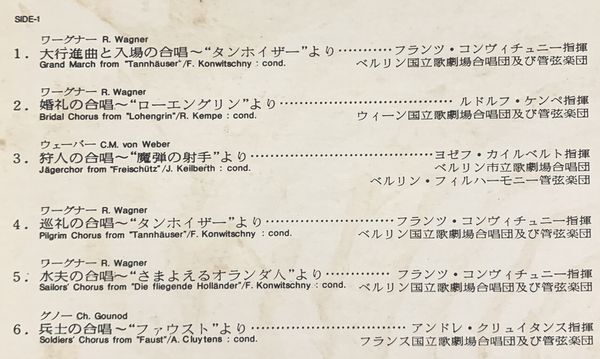 SIDE-1
ワーグナー R. Wagner
1. 大行進曲と入場の合唱～“タンホイザー”より………… フランツ・コンヴィチュニー指揮
Grand March from "Tannhäuser"/F. Konwitschny : cond.
ベルリン国立歌劇場合唱団及び管弦楽団
ワーグナー R. Wagner
2. 婚礼の合唱～“ローエングリン”より………………………… ルドルフ・ケンペ指揮
Bridal Chorus from "Lohengrin"/R. Kempe : cond.
ウィーン国立歌劇場合唱団及び管弦楽団
ウェーバー C.M. von Weber
3. 狩人の合唱～“魔弾の射手”より………………………… ヨゼフ・カイルベルト指揮
Jägerchor from "Freischütz"/J. Keilberth : cond.
ベルリン市立歌劇場合唱団
ベルリン・フィルハーモニー管弦楽団
ワーグナー R. Wagner
4. 巡礼の合唱～“タンホイザー”より………………… フランツ・コンヴィチュニー指揮
Pilgrim Chorus from "Tannhäuser"/F. Konwitschny : cond.
ベルリン国立歌劇場合唱団及び管弦楽団
ワーグナー R. Wagner
5. 水夫の合唱～“さまよえるオランダ人”より………… フランツ・コンヴィチュニー指揮
Sailors' Chorus from "Die fliegende Holländer"/F. Konwitschny : cond.
ベルリン国立歌劇場合唱団及び管弦楽団
グノー Ch. Gounod
6. 兵士の合唱～“ファウスト”より………………………… アンドレ・クリュイタンス指揮
Soldiers' Chorus from "Faust"/A. Cluytens : cond.
フランス国立歌劇場合唱団及び管弦楽団